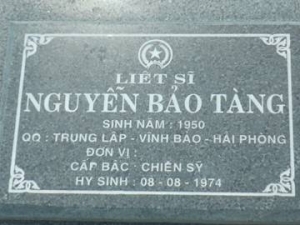 LIỆT SĨ
NGUYỄN BẢO TÀNG
SINH NĂM : 1950
QQ : TRUNG LẬP - VĨNH BẢO - HẢI PHÒNG
ĐƠN VỊ :
CẤP BẬC : CHIẾN SỸ
HY SINH : 08 - 08 - 1974